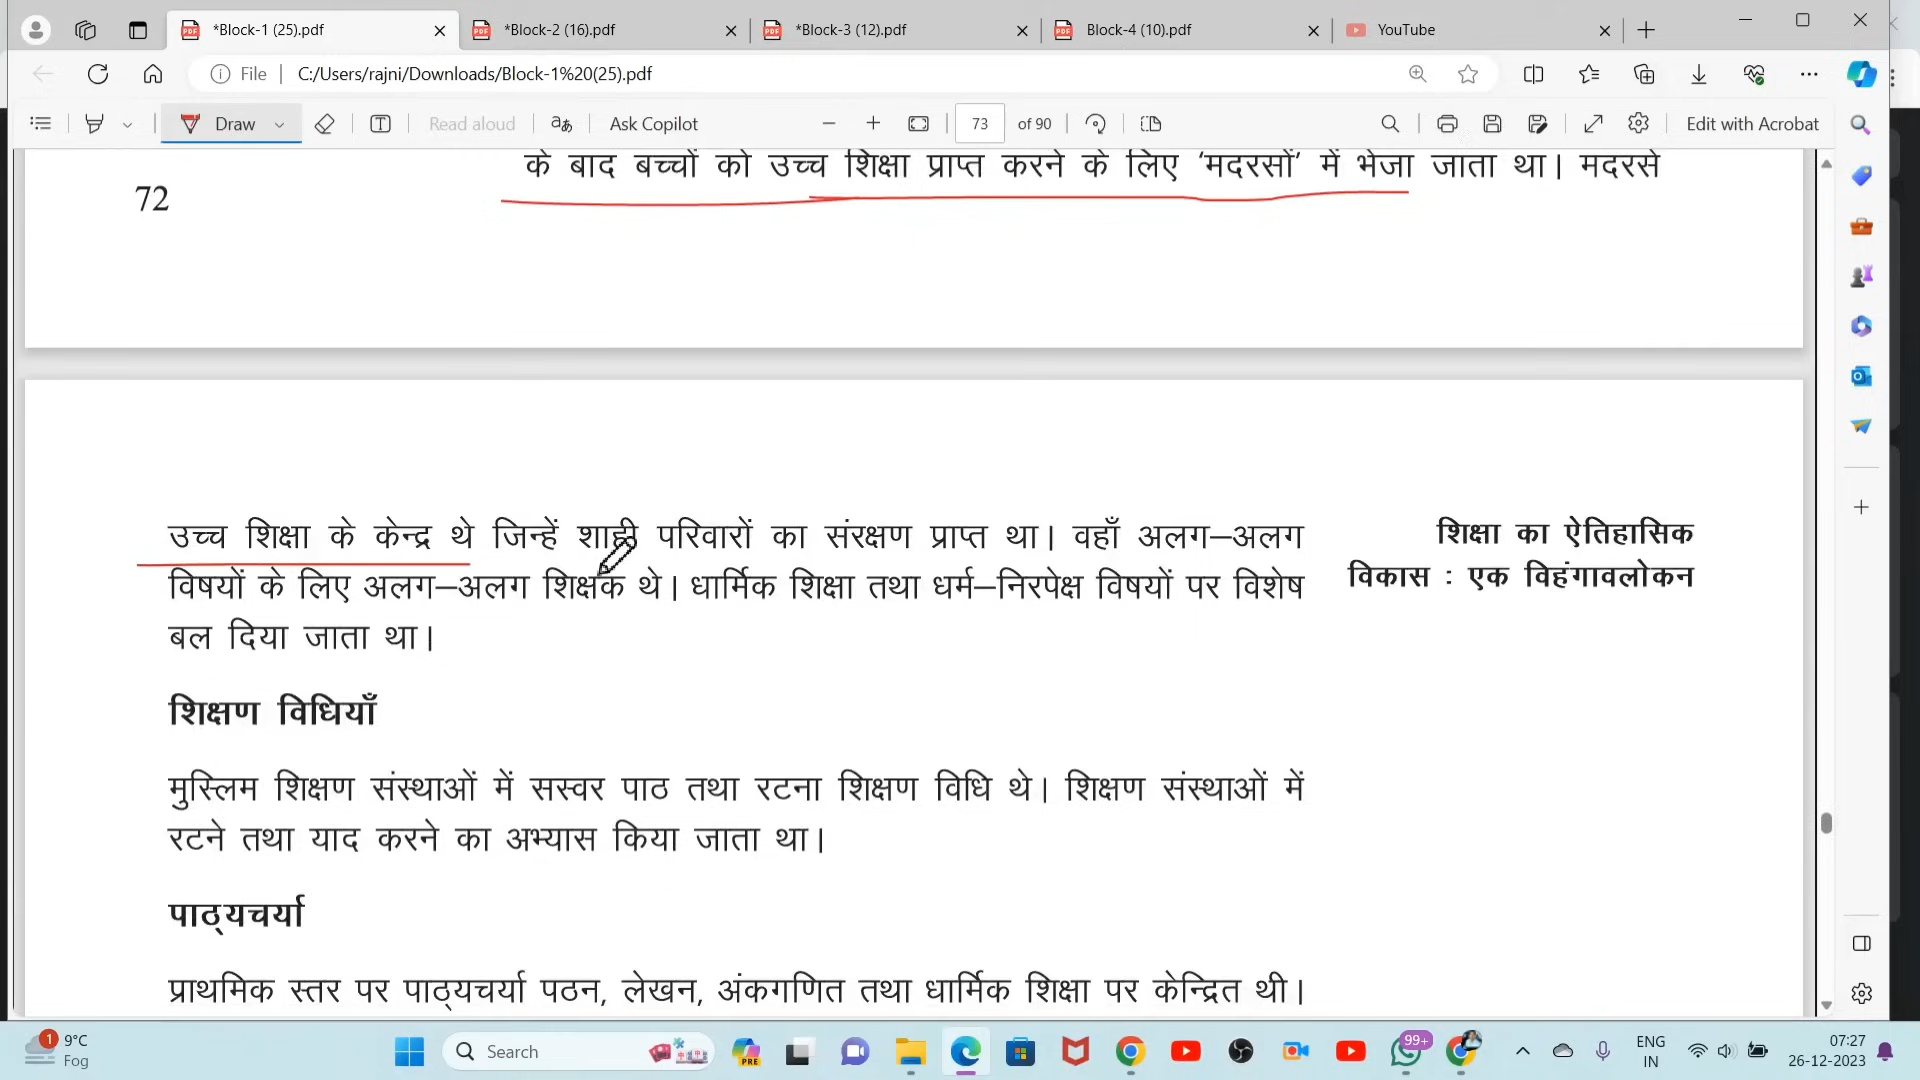 *Block-1 (25).pdf
*Block-2 (16).pdf
*Block-3 (12).pdf
Block-4 (10).pdf
YouTube
File
C:/Users/rajni/Downloads/Block-1%20(25).pdf
Draw
Read aloud
aあ
Ask Copilot
73
of 90
Edit with Acrobat
के बाद बच्चों को उच्च शिक्षा प्राप्त करने के लिए ‘मदरसों’ में भेजा जाता था। मदरसे
72
उच्च शिक्षा के केन्द्र थे जिन्हें शाही परिवारों का संरक्षण प्राप्त था। वहाँ अलग–अलग
विषयों के लिए अलग–अलग शिक्षक थे। धार्मिक शिक्षा तथा धर्म–निरपेक्ष विषयों पर विशेष
बल दिया जाता था।
शिक्षा का ऐतिहासिक
विकास : एक विहंगावलोकन
शिक्षण विधियाँ
मुस्लिम शिक्षण संस्थाओं में सस्वर पाठ तथा रटना शिक्षण विधि थे। शिक्षण संस्थाओं में
रटने तथा याद करने का अभ्यास किया जाता था।
पाठ्यचर्या
प्राथमिक स्तर पर पाठ्यचर्या पठन, लेखन, अंकगणित तथा धार्मिक शिक्षा पर केन्द्रित थी।
1
9°C
Fog
Search
PRE
99+
ENG
IN
07:27
26-12-2023